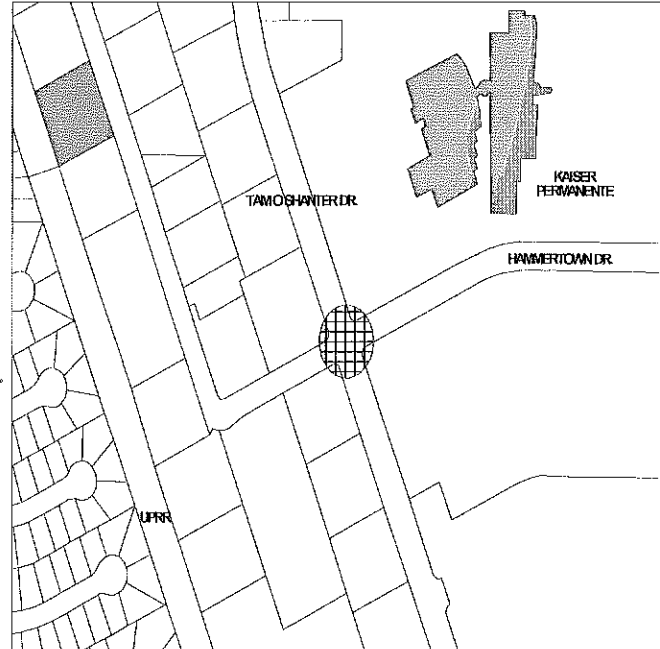 KAISER
PERMANENTE
TAM O SHANTER DR.
HAMMERTOWN DR.
UPRR